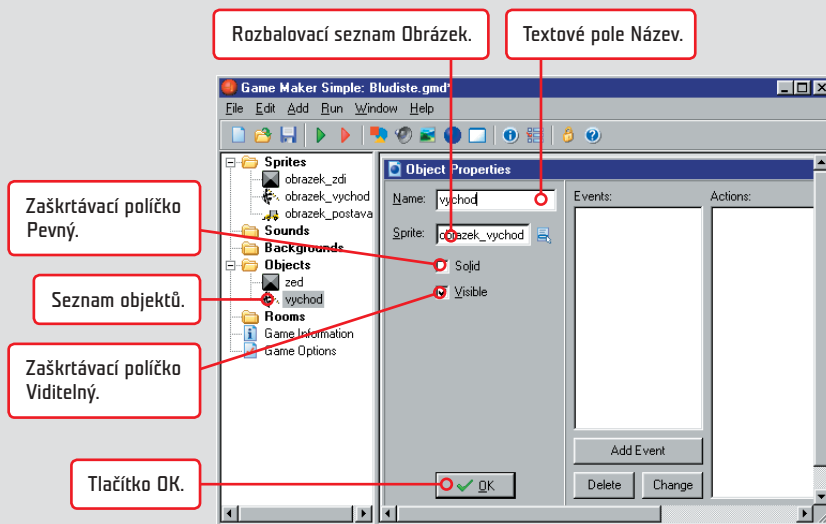 Rozbalovací seznam Obrázek.
Textové pole Název.
Game Maker Simple: Bludiste.gmd*
File Edit Add Run Window Help
Sprites
obrazek_zdi
obrazek_vychod
obrazek_postava
Sounds
Backgrounds
Objects
zed
vychod
Rooms
Game Information
Game Options
Object Properties
Name: vychod
Sprite: obrazek_vychod
Solid
Visible
OK
Events:
Add Event
Delete Change
Actions:
Zaškrtávací políčko
Pevný.
Seznam objektů.
Zaškrtávací políčko
Viditelný.
Tlačítko OK.